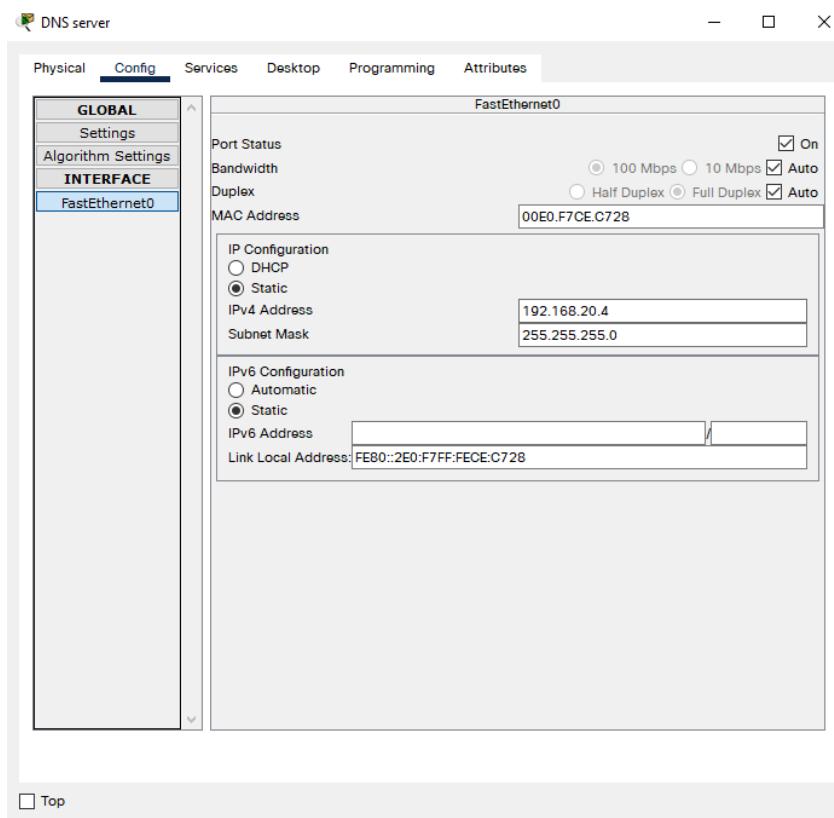 DNS server
Physical Config Services Desktop Programming Attributes
GLOBAL
Settings
Algorithm Settings
INTERFACE
FastEthernet0
FastEthernet0
Port Status On
Bandwidth 100 Mbps 10 Mbps Auto
Duplex Half Duplex Full Duplex Auto
MAC Address 00E0.F7CE.C728
IP Configuration
DHCP
Static
IPv4 Address 192.168.20.4
Subnet Mask 255.255.255.0
IPv6 Configuration
Automatic
Static
IPv6 Address /
Link Local Address: FE80::2E0:F7FF:FECE:C728
Top